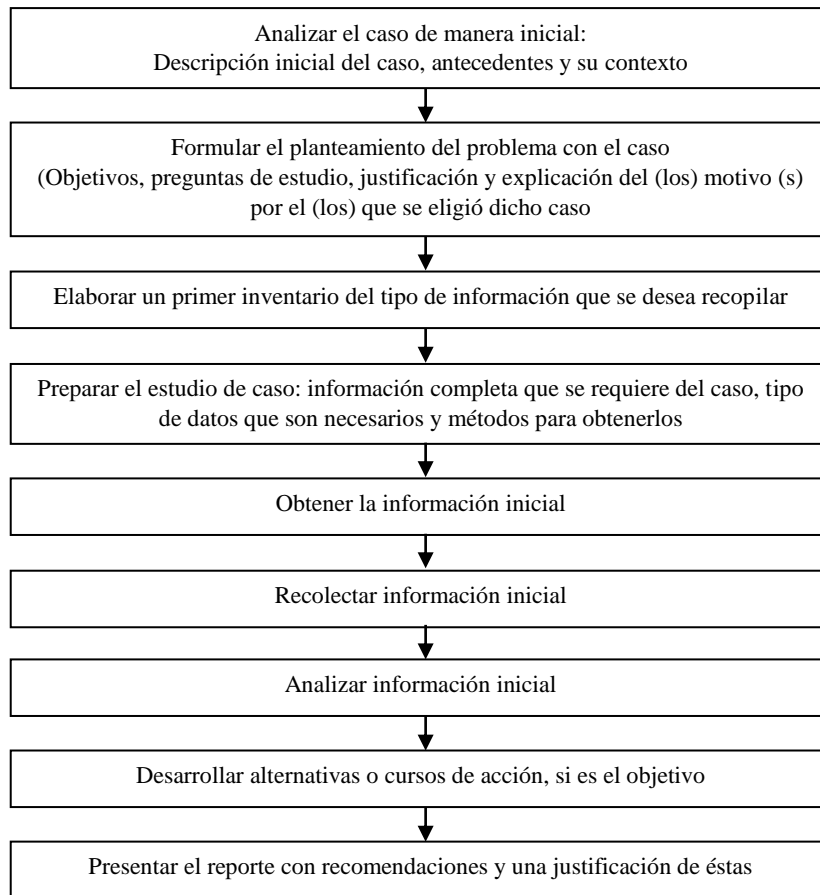 Analizar el caso de manera inicial:
Descripción inicial del caso, antecedentes y su contexto
Formular el planteamiento del problema con el caso
(Objetivos, preguntas de estudio, justificación y explicación del (los) motivo (s)
por el (los) que se eligió dicho caso
Elaborar un primer inventario del tipo de información que se desea recopilar
Preparar el estudio de caso: información completa que se requiere del caso, tipo
de datos que son necesarios y métodos para obtenerlos
Obtener la información inicial
Recolectar información inicial
Analizar información inicial
Desarrollar alternativas o cursos de acción, si es el objetivo
Presentar el reporte con recomendaciones y una justificación de éstas